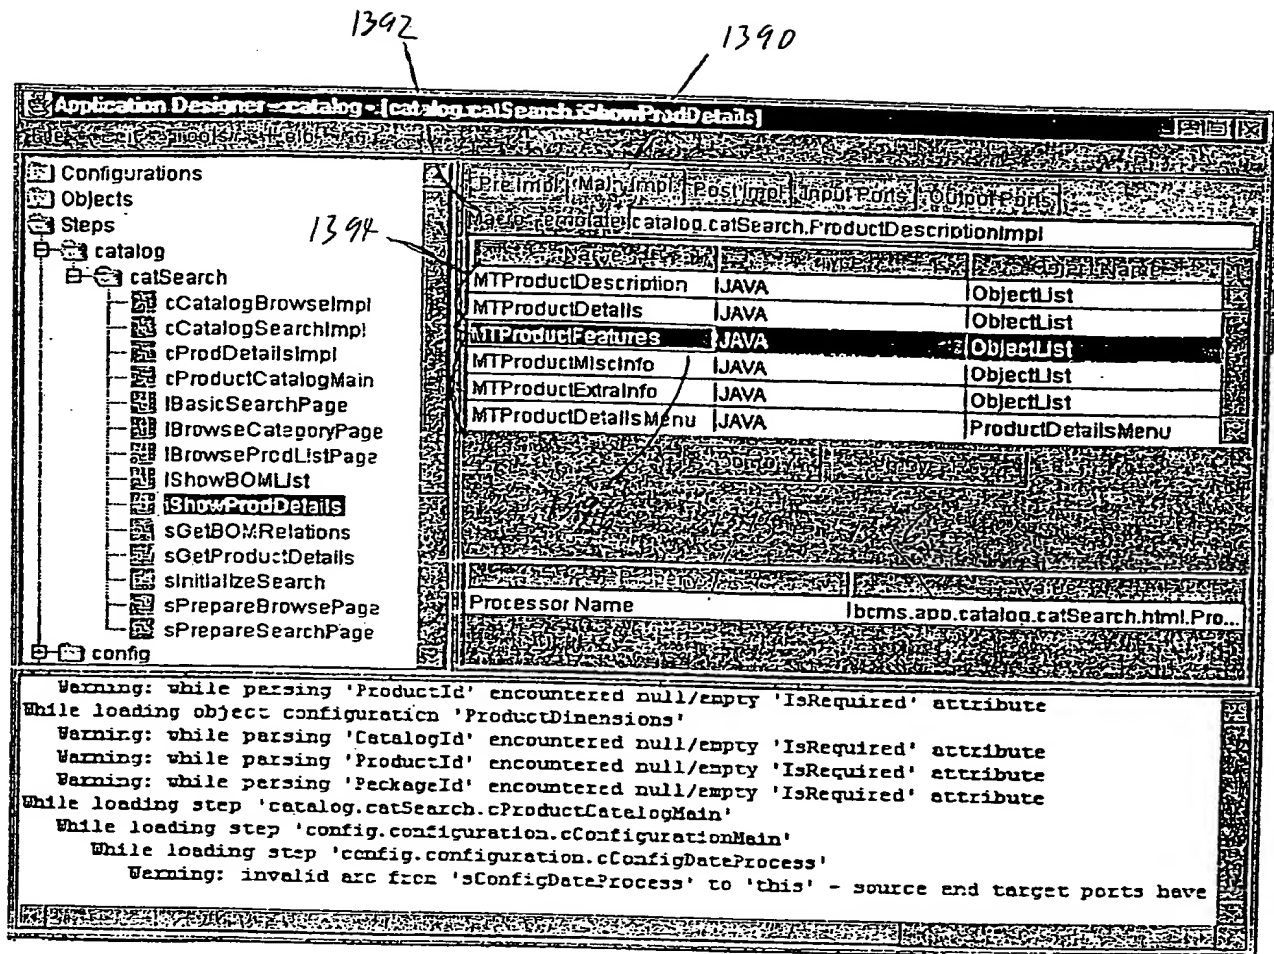 1392
1390
Application Designer - catalog - [catalog.catSearch.iShowProdDetails]
Configurations
Objects
Steps
catalog
catSearch
cCatalogBrowseImpl
cCatalogSearchImpl
cProdDetailsImpl
cProductCatalogMain
IBasicSearchPage
IBrowseCategoryPage
IBrowseProdListPage
IShowBOMList
iShowProdDetails
sGetBOMRelations
sGetProductDetails
sInitializeSearch
sPrepareBrowsePage
sPrepareSearchPage
config
1394
Pre Impl Main Impl Post Impl Input Ports Output Ports
Macro Template catalog.catSearch.ProductDescriptionImpl
Name Object Name
MTProductDescription JAVA ObjectList
MTProductDetails JAVA ObjectList
MTProductFeatures JAVA ObjectList
MTProductMiscInfo JAVA ObjectList
MTProductExtraInfo JAVA ObjectList
MTProductDetailsMenu JAVA ProductDetailsMenu
Processor Name bcms.app.catalog.catSearch.html.Pro...
Warning: while parsing 'ProductId' encountered null/empty 'IsRequired' attribute
While loading object configuration 'ProductDimensions'
Warning: while parsing 'CatalogId' encountered null/empty 'IsRequired' attribute
Warning: while parsing 'ProductId' encountered null/empty 'IsRequired' attribute
Warning: while parsing 'PackageId' encountered null/empty 'IsRequired' attribute
While loading step 'catalog.catSearch.cProductCatalogMain'
While loading step 'config.configuration.cConfigurationMain'
While loading step 'config.configuration.cConfigDateProcess'
Warning: invalid arc from 'sConfigDateProcess' to 'this' - source and target ports have